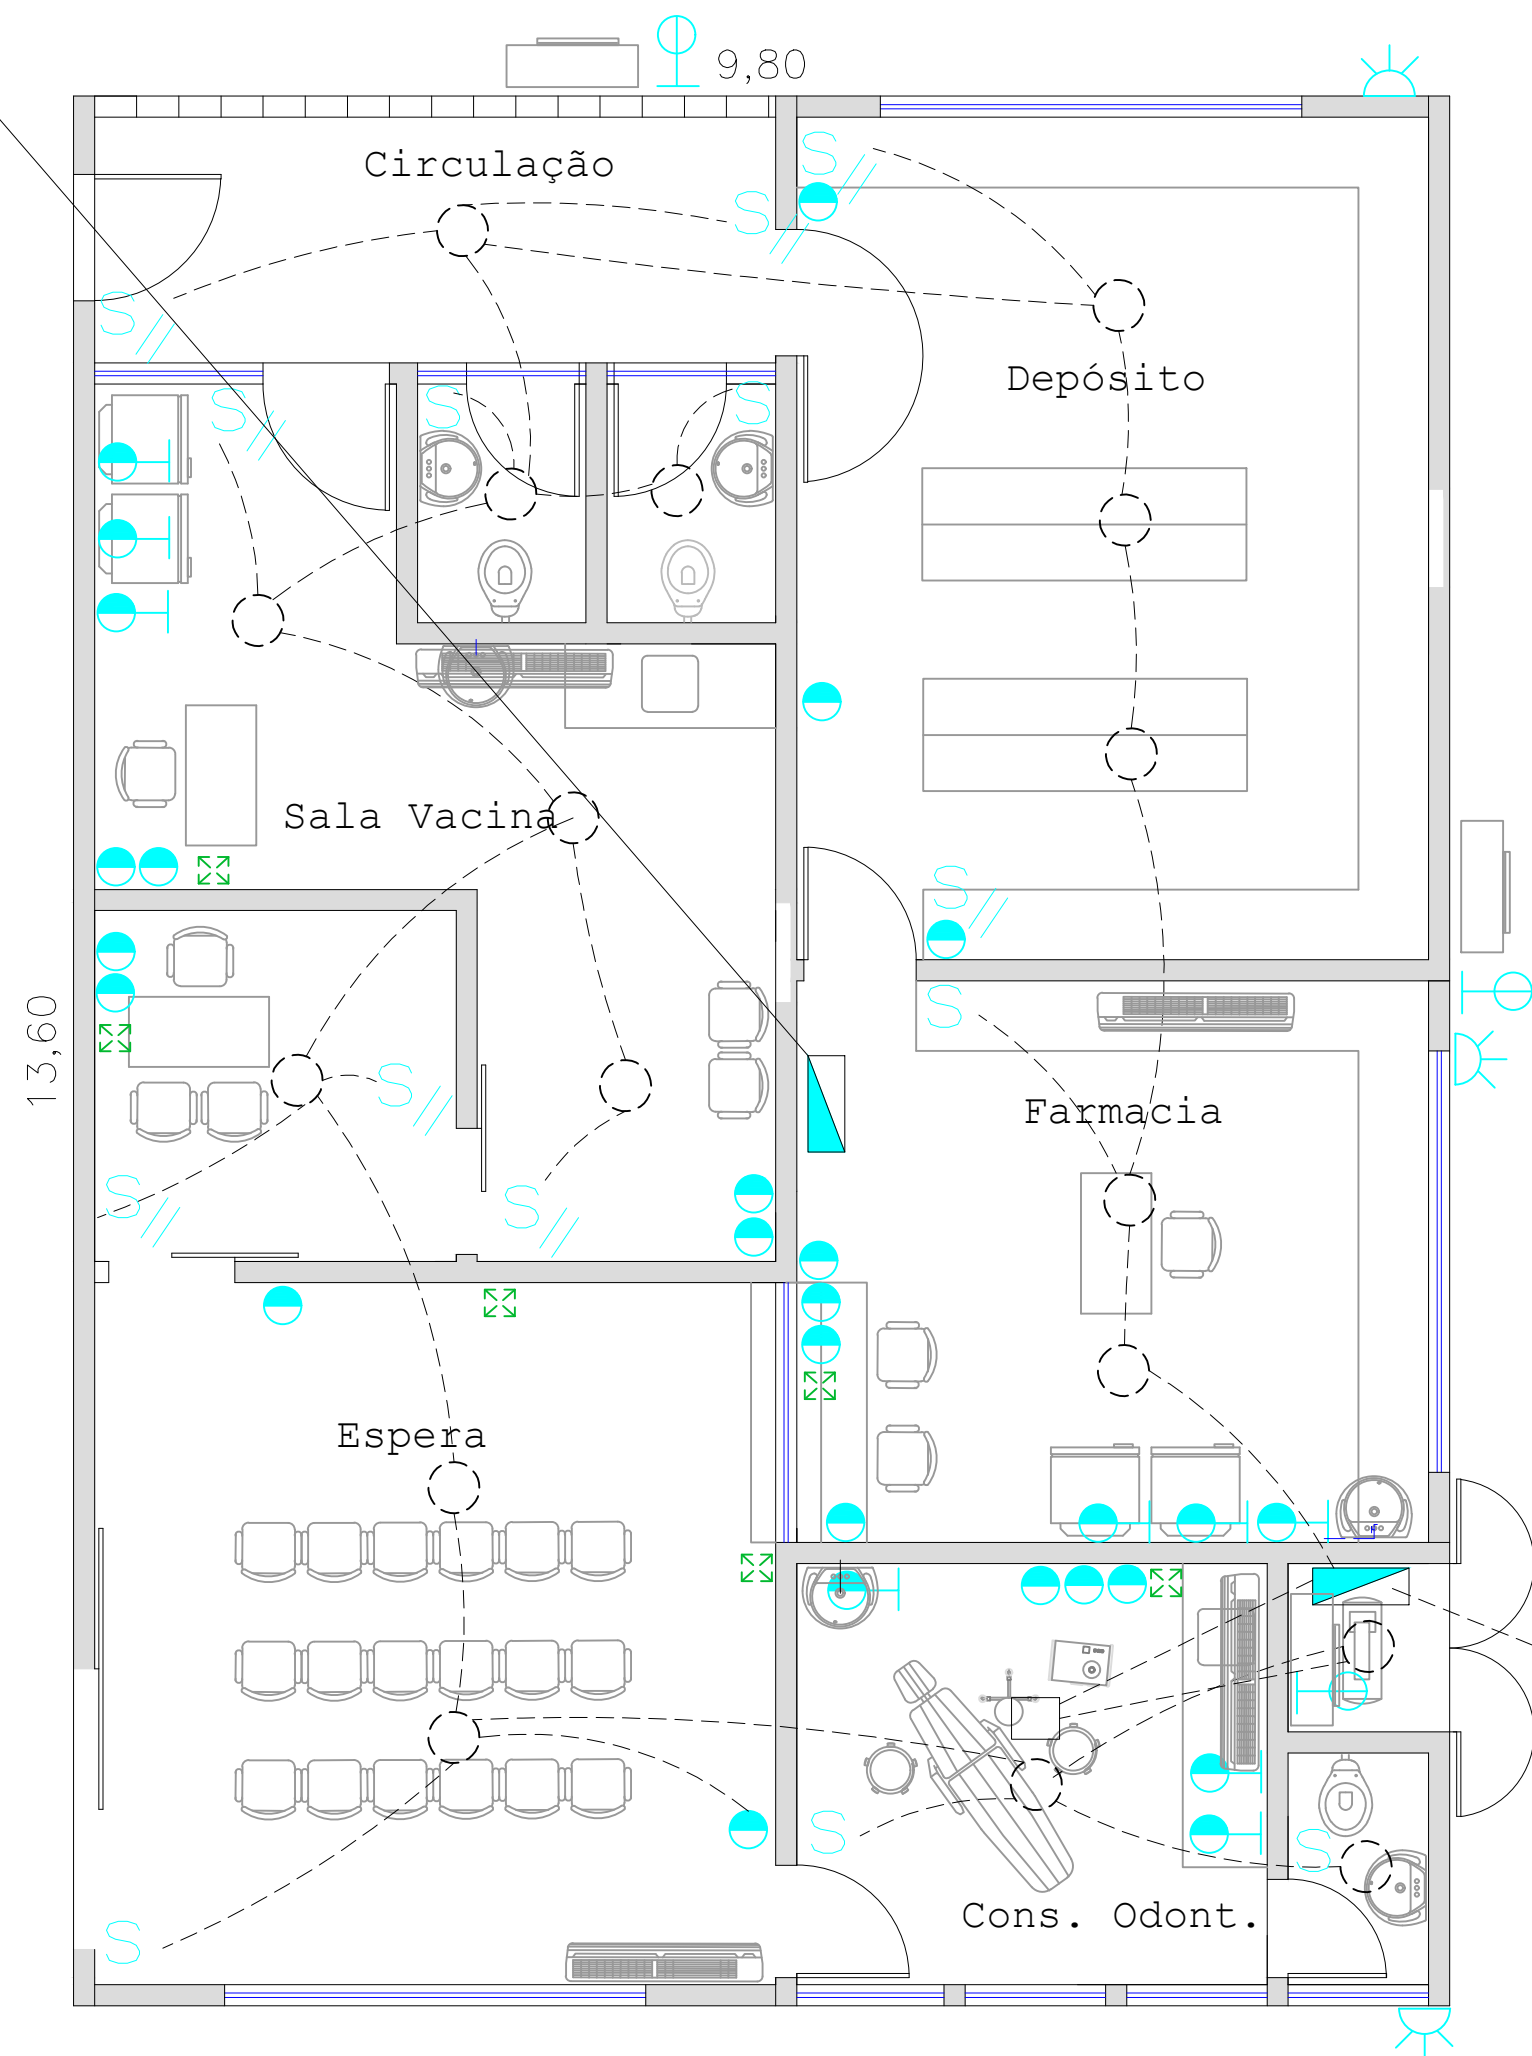 9,80
Circulação
S
S
S
Depósito
S
S
S
Sala Vacina
S
S
13,60
S
Farmacia
S
S
Espera
S
S
Cons. Odont.
S